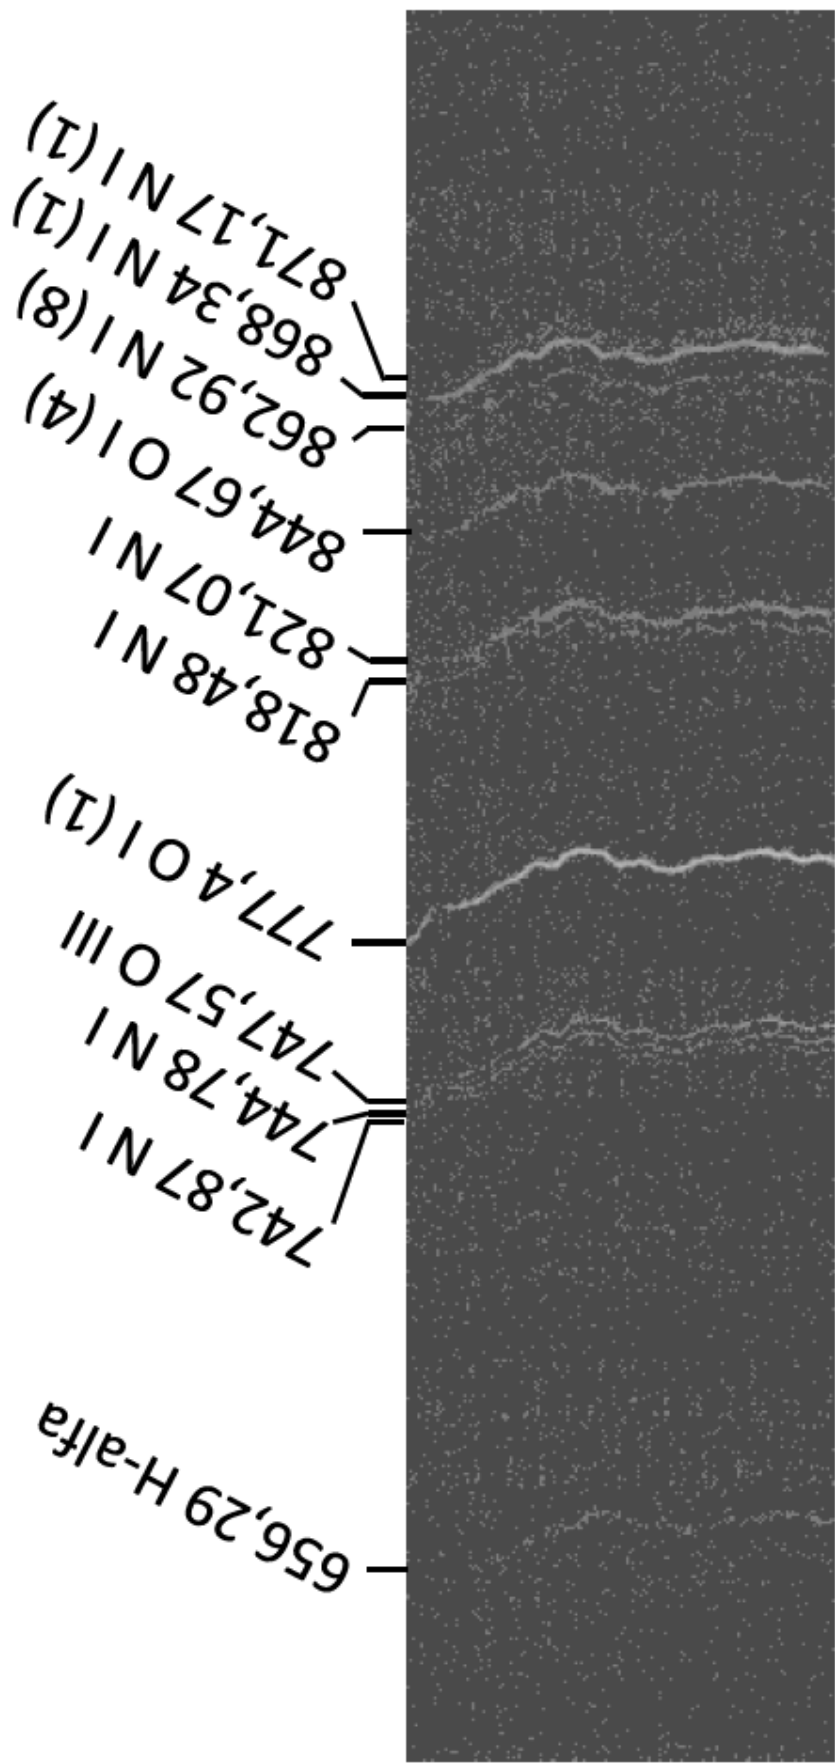 871,17 N I (1)
868,34 N I (1)
862,92 N I (8)
844,67 O I (4)
821,07 N I
818,48 N I
777,4 O I (1)
747,57 O III
744,78 N I
742,87 N I
656,29 H-alfa